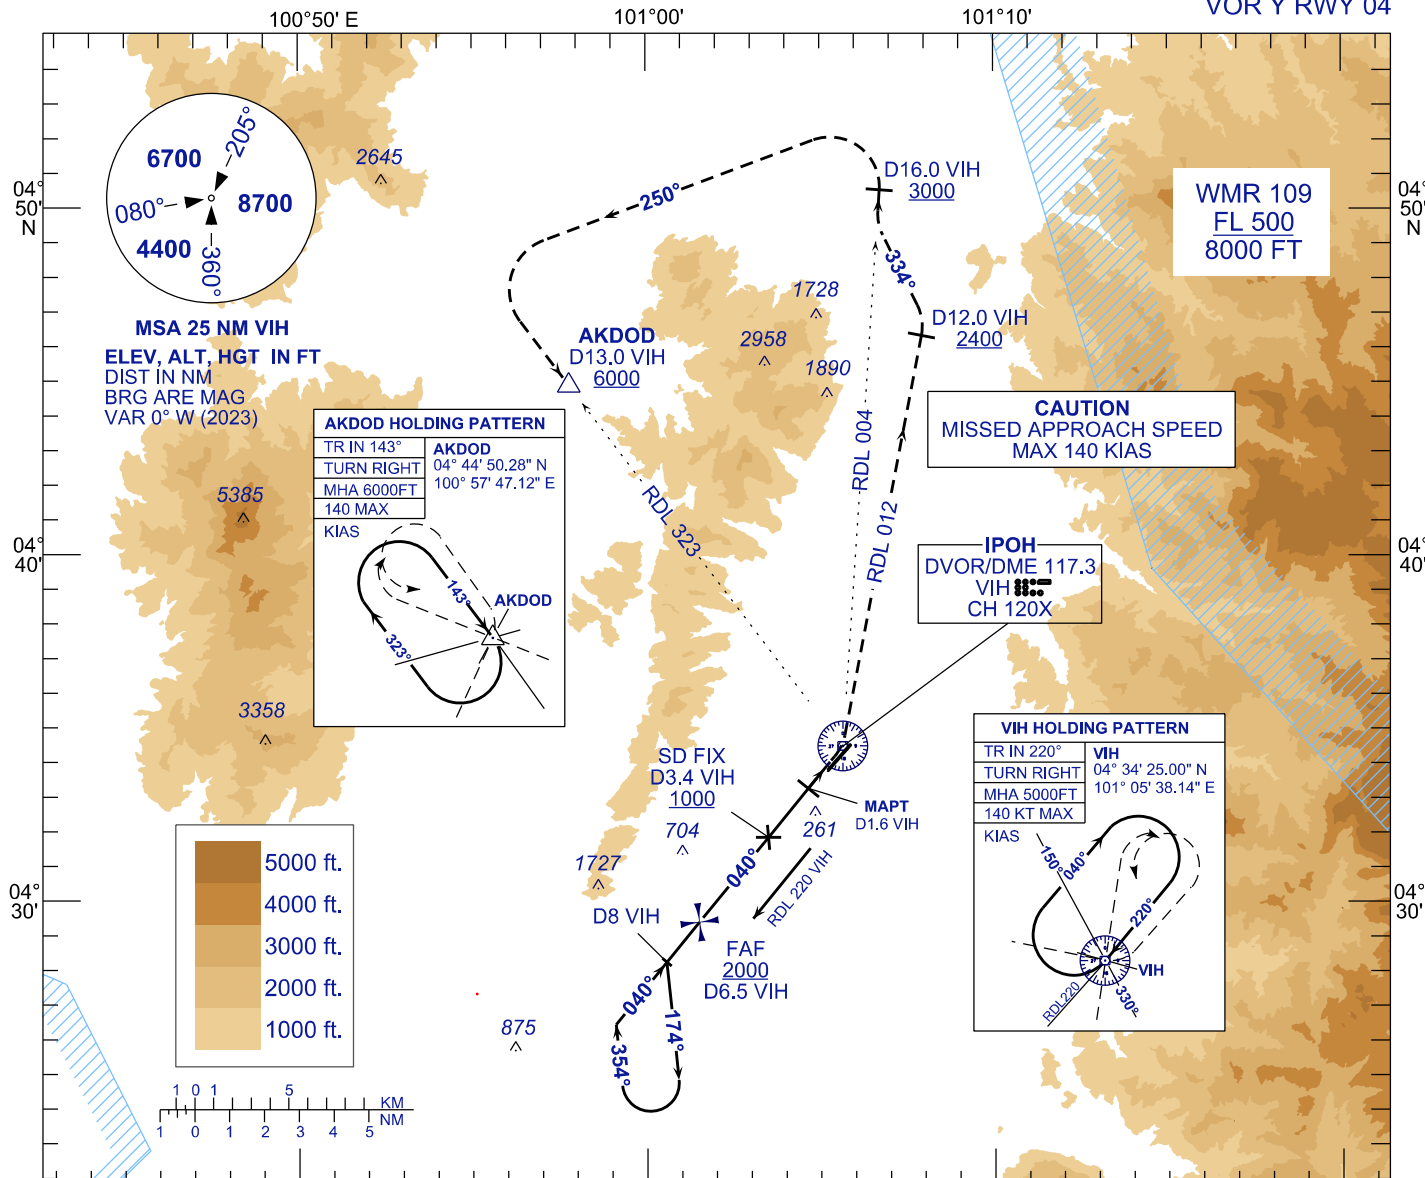 VOR Y RWY 04
100°50' E
101°00'
101°10'
04°
50'
N
04°
50'
N
6700
205°
8700
080°
4400
360°
MSA 25 NM VIH
ELEV, ALT, HGT IN FT
DIST IN NM
BRG ARE MAG
VAR 0° W (2023)
2645
250°
D16.0 VIH
3000
334°
D12.0 VIH
2400
WMR 109
FL 500
8000 FT
1728
2958
1890
AKDOD
D13.0 VIH
6000
CAUTION
MISSED APPROACH SPEED
MAX 140 KIAS
AKDOD HOLDING PATTERN
TR IN 143°
TURN RIGHT
MHA 6000FT
140 MAX
KIAS
AKDOD
04° 44' 50.28" N
100° 57' 47.12" E
143°
323°
AKDOD
5385
3358
RDL 323
RDL 004
RDL 012
04°
40'
04°
40'
IPOH
DVOR/DME 117.3
VIH
CH 120X
VIH HOLDING PATTERN
TR IN 220°
TURN RIGHT
MHA 5000FT
140 KT MAX
KIAS
VIH
04° 34' 25.00" N
101° 05' 38.14" E
150°
040°
220°
VIH
RDL220
330°
SD FIX
D3.4 VIH
1000
MAPT
D1.6 VIH
704
261
1727
040°
RDL 220 VIH
D8 VIH
FAF
2000
D6.5 VIH
040°
174°
354°
875
04°
30'
04°
30'
5000 ft.
4000 ft.
3000 ft.
2000 ft.
1000 ft.
1 0 1 5 KM
NM
1 0 1 2 3 4 5